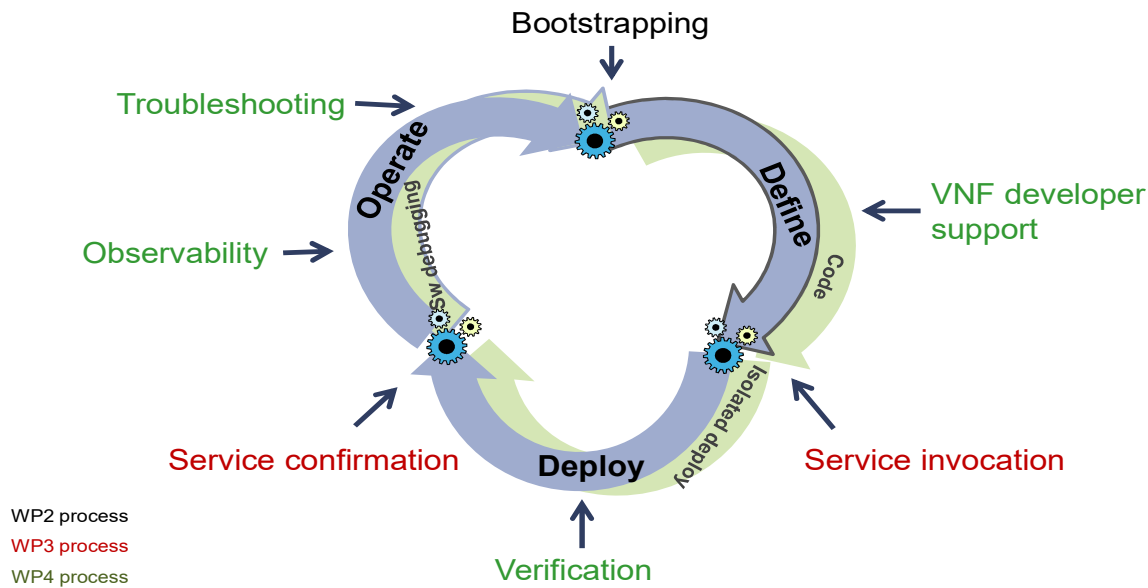 Bootstrapping
Troubleshooting
Operate
Sw debugging
Define
VNF developer
support
Code
Observability
Isolated deploy
Service confirmation
Deploy
Service invocation
Verification
WP2 process
WP3 process
WP4 process